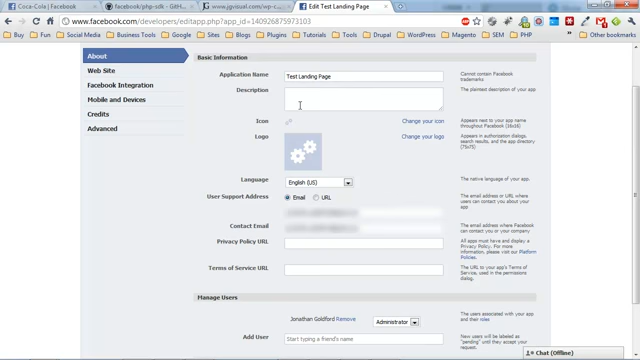 Coca-Cola
facebook/php-sdk - GitH...
www.jgvisual.com/wp-c...
Edit Test Landing Page
www.facebook.com/developers/editapp.php?app_id=140926875973103
Buy
Fun
Social Media
Business Tools
Development
Blogs
Tutorials
Tools
Drupal
WordPress
Magento
SEM
PHP
Other bookmarks
About
Web Site
Facebook Integration
Mobile and Devices
Credits
Advanced
Basic Information
Application Name
Test Landing Page
Cannot contain Facebook
trademarks
Description
The plaintext description of your app
Icon
Change your icon
Appears next to your app name
throughout Facebook (16x16)
Logo
Change your logo
Appears in authorization dialogs,
search results, and the app directory
(75x75)
Language
English (US)
The native language of your app.
User Support Address
Email
URL
The email address or URL where
users can contact you about your
app
Contact Email
The email address where Facebook
can contact you or your company
Privacy Policy URL
All apps must have and display a
Privacy Policy. For more
information, please visit our Platform
Policies.
Terms of Service URL
The URL to your app's Terms of
Service, used in the permissions
dialog.
Manage Users
Jonathan Goldford Remove
Administrator
The users associated with your app
and their roles
Add User
Start typing a friend's name
New users will be labeled as
"pending" until they accept your
request.
Chat (Offline)